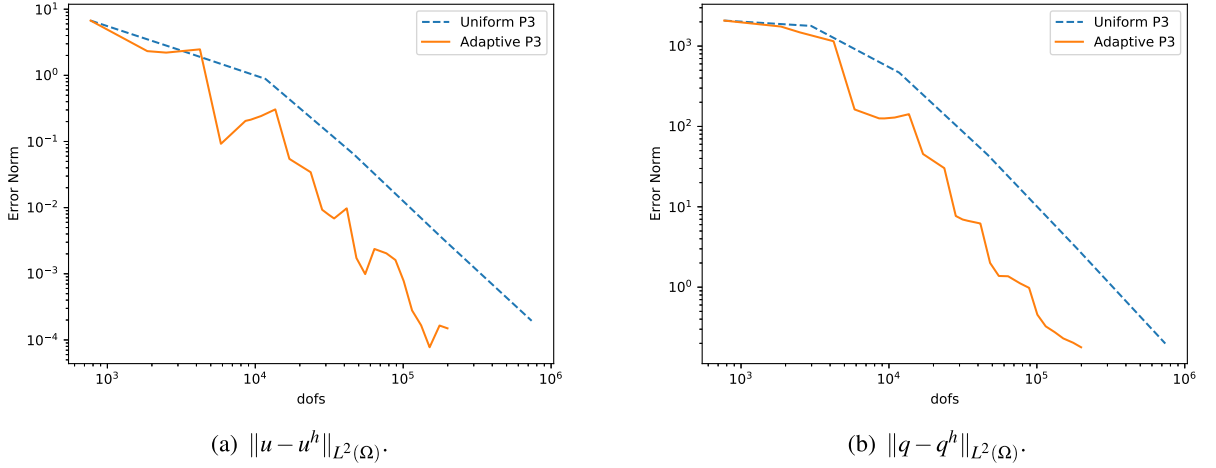 10¹
10⁰
10⁻¹
10⁻²
10⁻³
10⁻⁴
Error Norm
Uniform P3
Adaptive P3
10³ 10⁴ 10⁵ 10⁶
dofs
(a) ‖u − uʰ‖_{L²(Ω)}.
10³
10²
10¹
10⁰
Error Norm
Uniform P3
Adaptive P3
10³ 10⁴ 10⁵ 10⁶
dofs
(b) ‖q − qʰ‖_{L²(Ω)}.